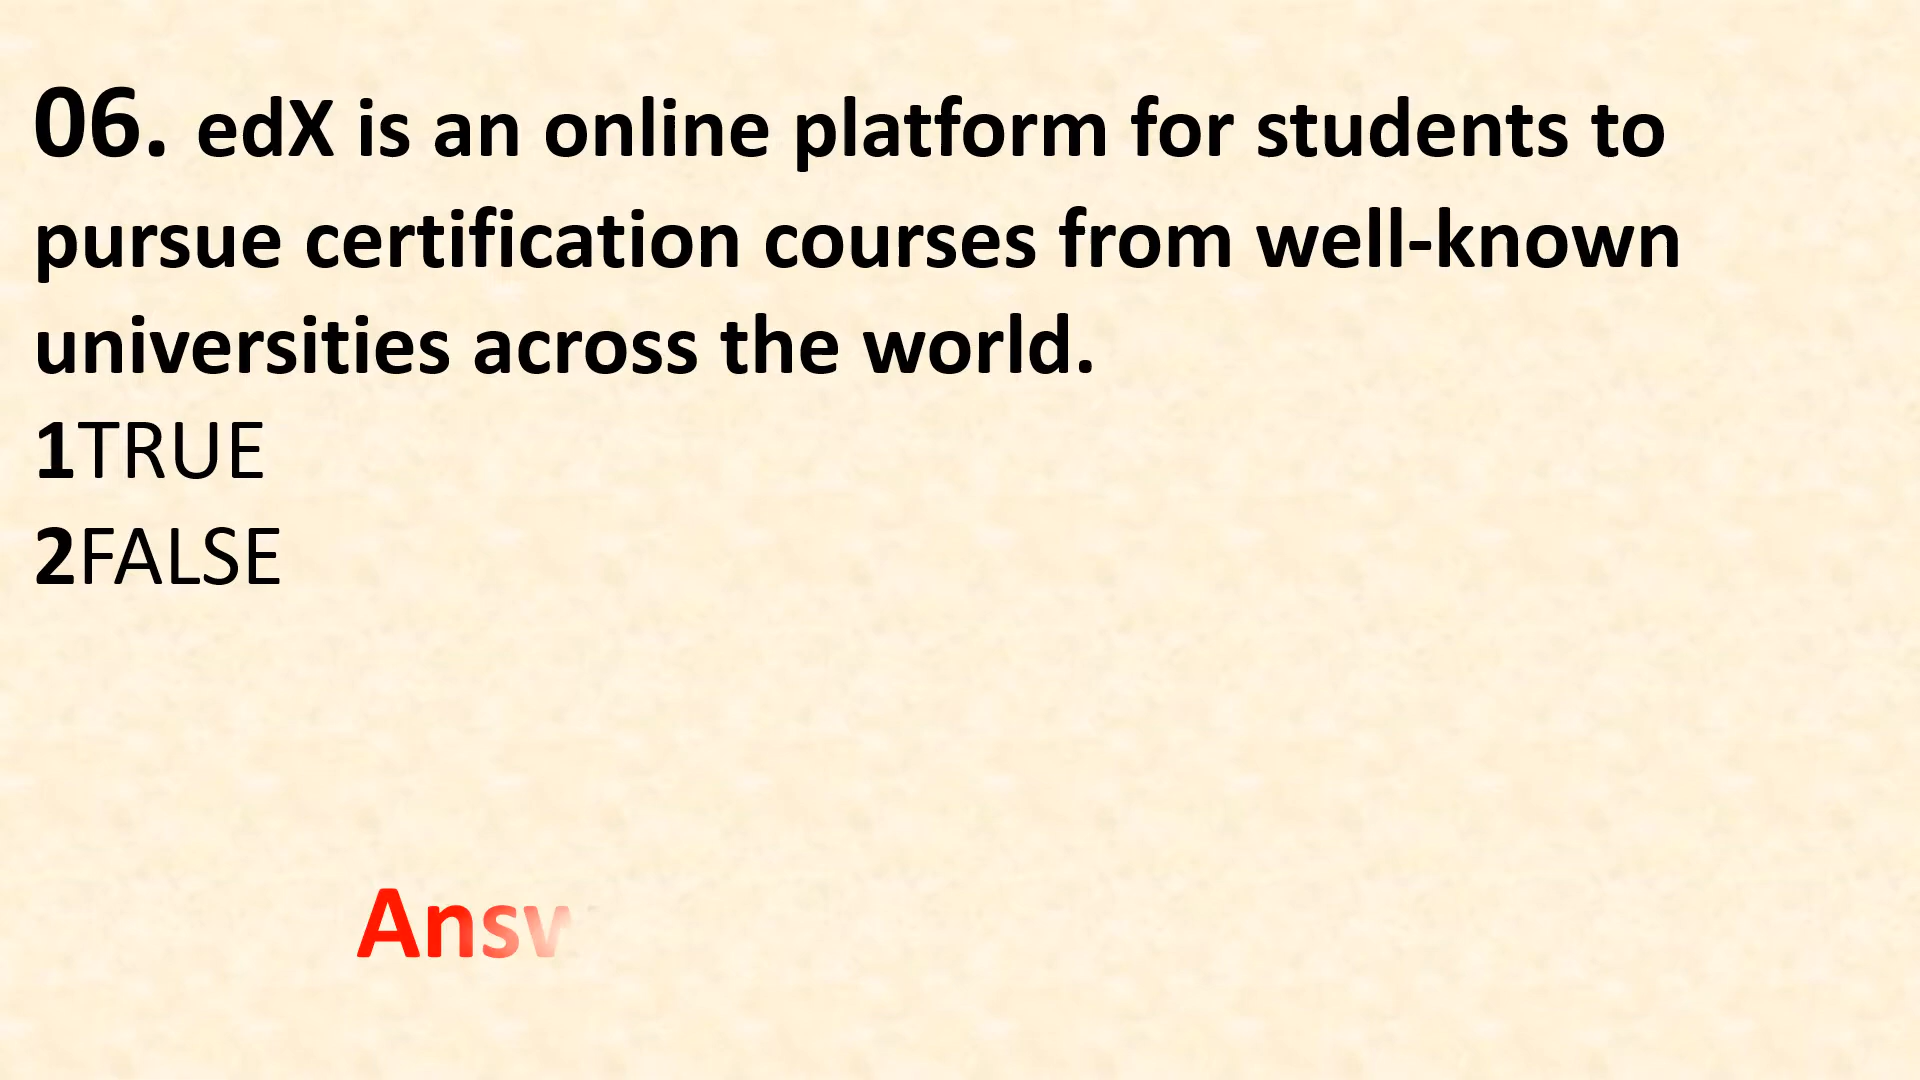 06. edX is an online platform for students to
pursue certification courses from well-known
universities across the world.
1TRUE
2FALSE
Answ